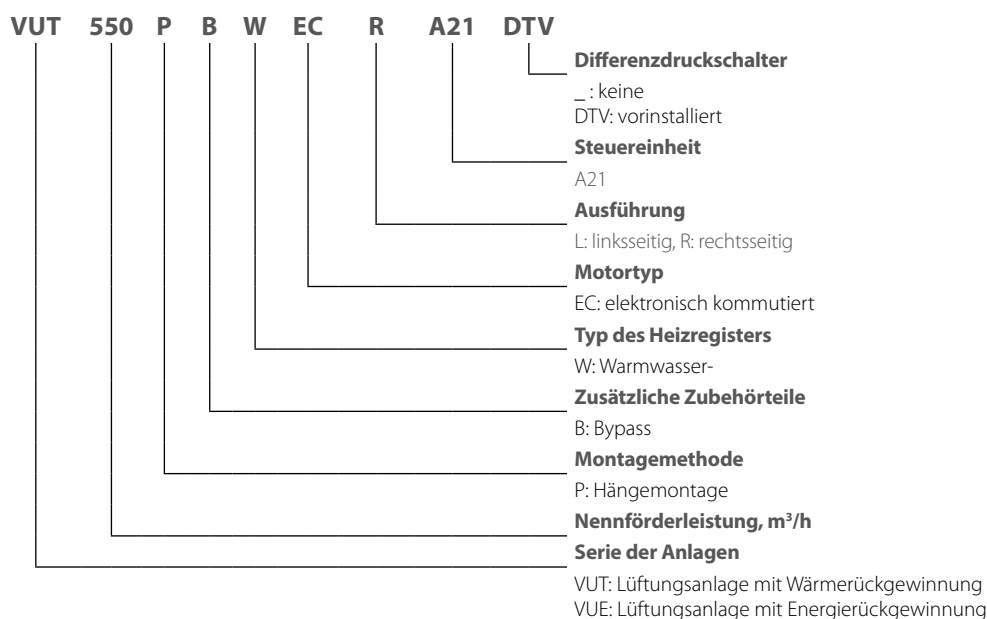 VUT 550 P B W EC R A21 DTV
Differenzdruckschalter
_ : keine
DTV: vorinstalliert
Steuereinheit
A21
Ausführung
L: linksseitig, R: rechtsseitig
Motortyp
EC: elektronisch kommutiert
Typ des Heizregisters
W: Warmwasser-
Zusätzliche Zubehörteile
B: Bypass
Montagemethode
P: Hängemontage
Nennförderleistung, m³/h
Serie der Anlagen
VUT: Lüftungsanlage mit Wärmerückgewinnung
VUE: Lüftungsanlage mit Energierückgewinnung